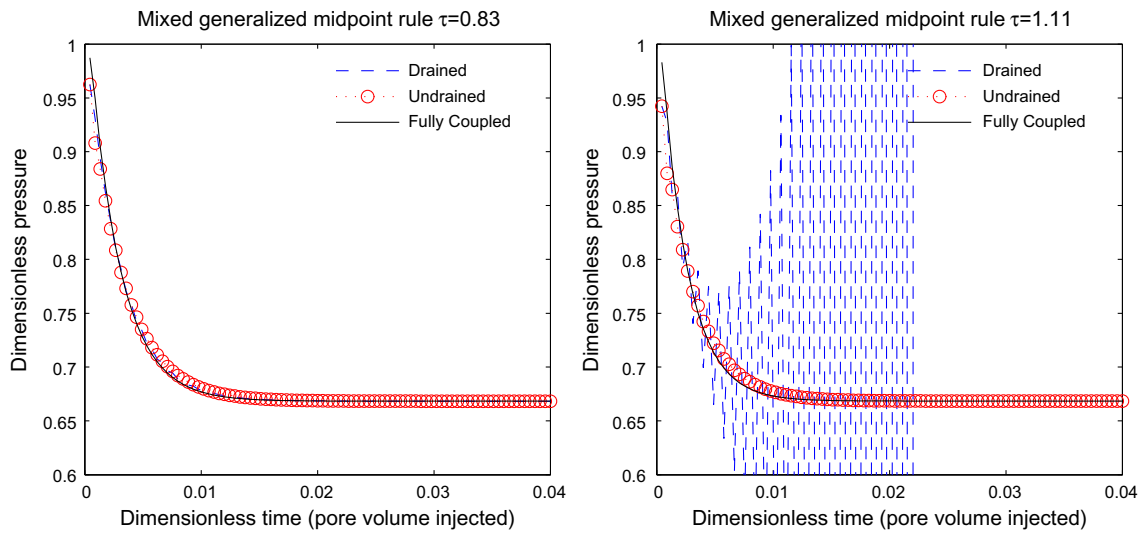 Mixed generalized midpoint rule τ=0.83
1
0.95
0.9
0.85
0.8
0.75
0.7
0.65
0.6
Dimensionless pressure
Drained
Undrained
Fully Coupled
0
0.01
0.02
0.03
0.04
Dimensionless time (pore volume injected)
Mixed generalized midpoint rule τ=1.11
1
0.95
0.9
0.85
0.8
0.75
0.7
0.65
0.6
Dimensionless pressure
Drained
Undrained
Fully Coupled
0
0.01
0.02
0.03
0.04
Dimensionless time (pore volume injected)